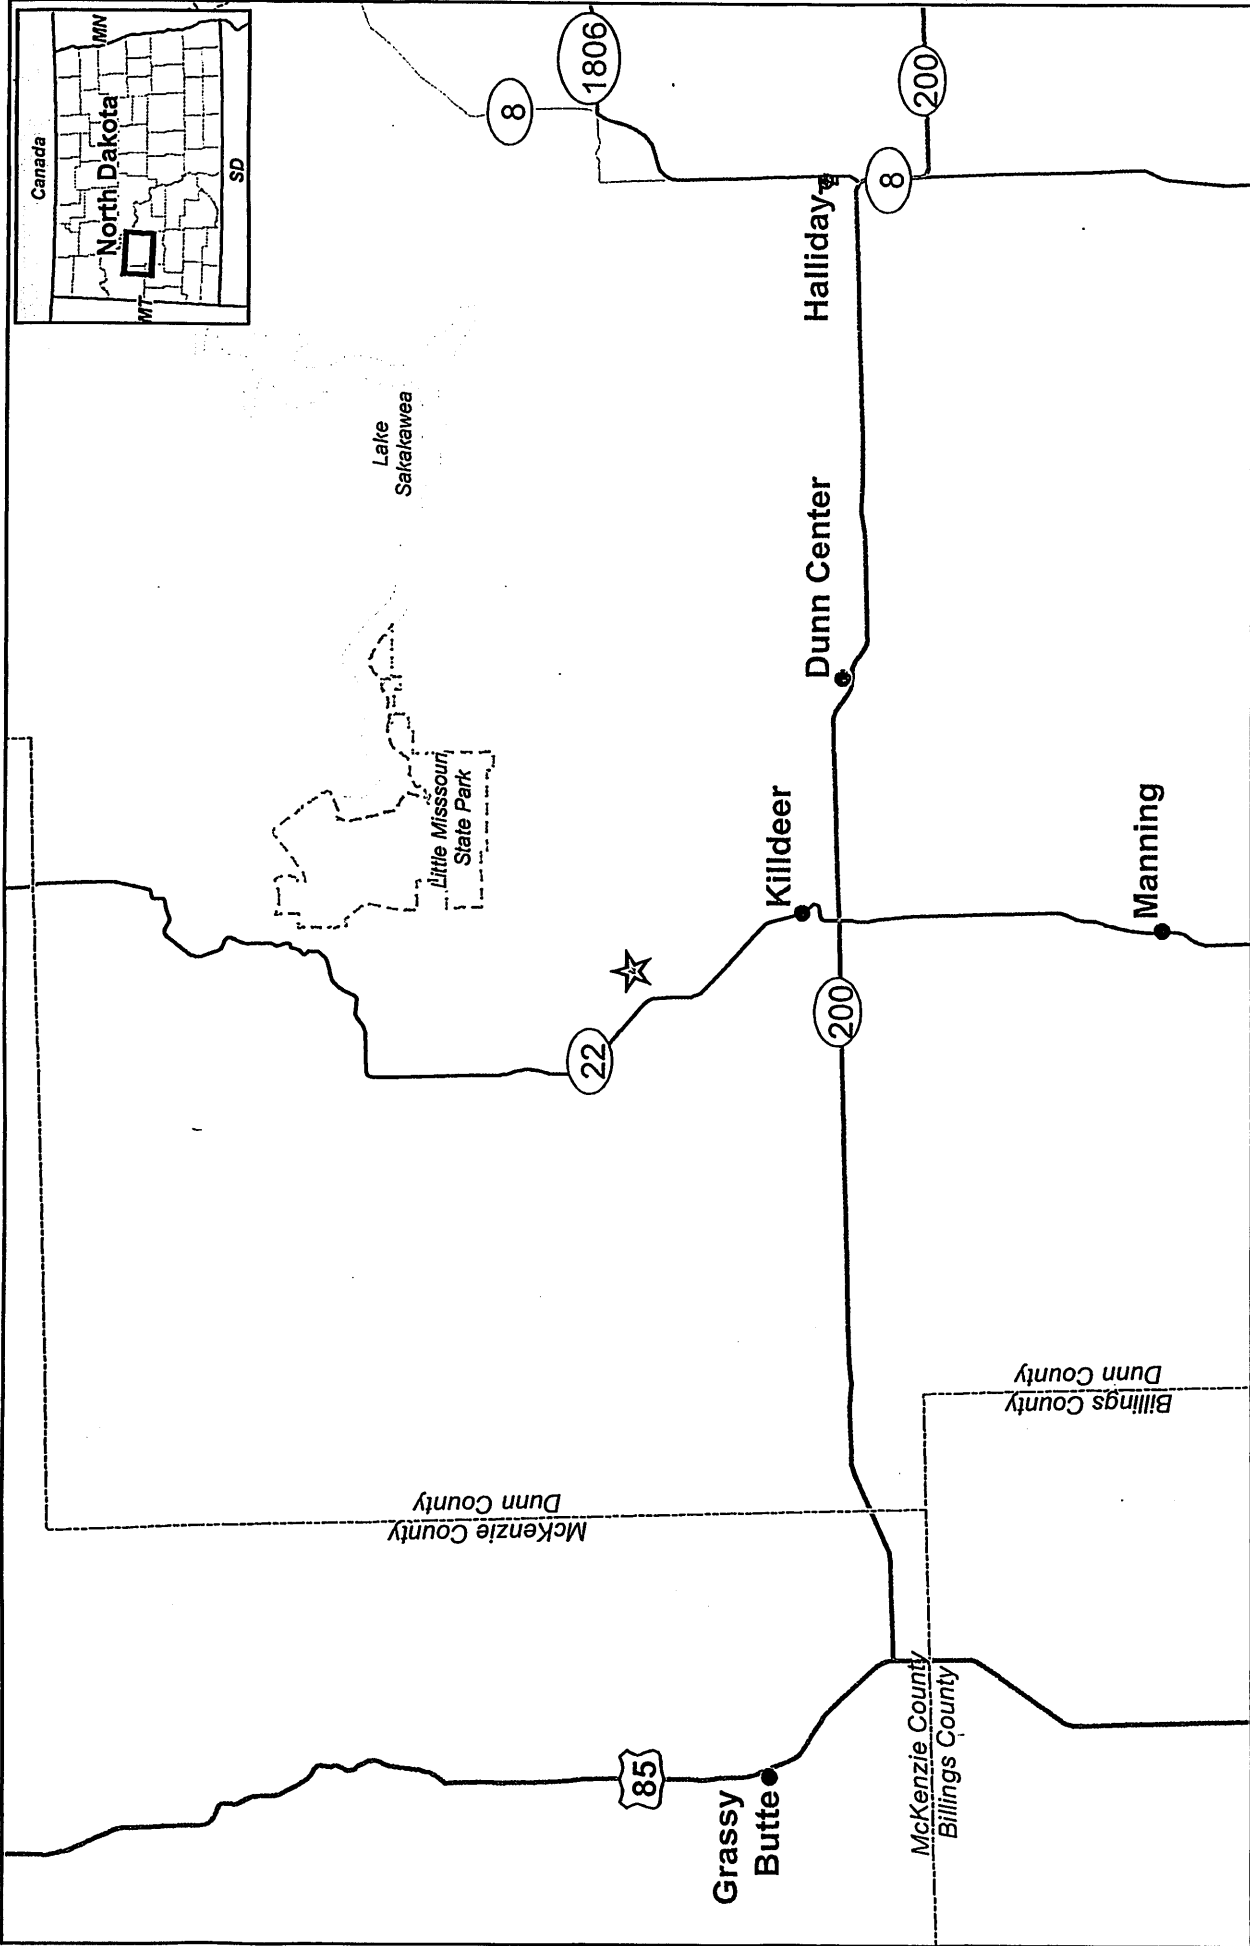 Canada
MN
North Dakota
MT
SD
8
1806
200
8
Halliday
Lake
Sakakawea
Little Misssouri
State Park
Dunn Center
Killdeer
Manning
22
200
Dunn County
McKenzie County
Dunn County
Billings County
85
Grassy
Butte
McKenzie County
Billings County